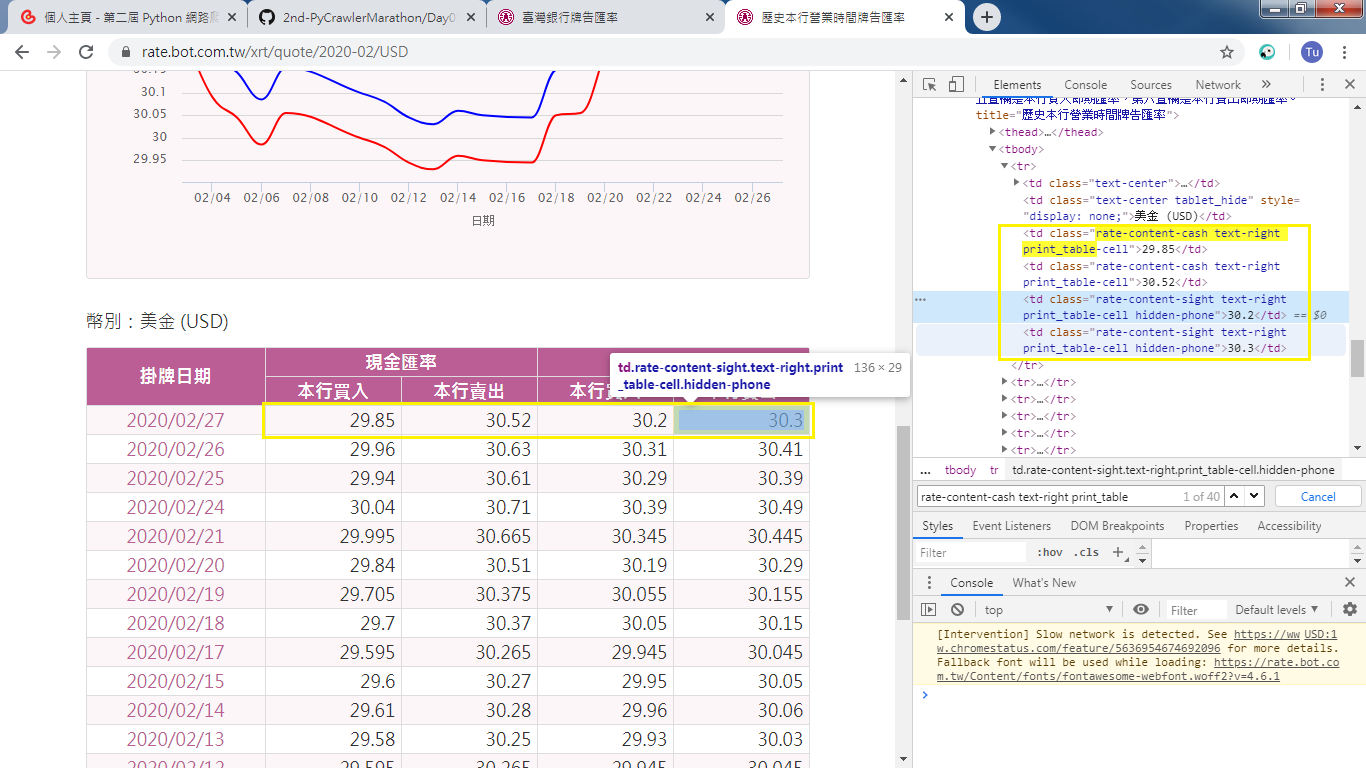 個人主頁 - 第二屆 Python 網路爬
2nd-PyCrawlerMarathon/Day0
臺灣銀行牌告匯率
歷史本行營業時間牌告匯率
rate.bot.com.tw/xrt/quote/2020-02/USD
Tu
30.1
30.05
30
29.95
02/04 02/06 02/08 02/10 02/12 02/14 02/16 02/18 02/20 02/22 02/24 02/26
日期
幣別：美金 (USD)
掛牌日期 現金匯率
本行買入 本行賣出
2020/02/27 29.85 30.52 30.2 30.3
2020/02/26 29.96 30.63 30.31 30.41
2020/02/25 29.94 30.61 30.29 30.39
2020/02/24 30.04 30.71 30.39 30.49
2020/02/21 29.995 30.665 30.345 30.445
2020/02/20 29.84 30.51 30.19 30.29
2020/02/19 29.705 30.375 30.055 30.155
2020/02/18 29.7 30.37 30.05 30.15
2020/02/17 29.595 30.265 29.945 30.045
2020/02/15 29.6 30.27 29.95 30.05
2020/02/14 29.61 30.28 29.96 30.06
2020/02/13 29.58 30.25 29.93 30.03
2020/02/12 29.595 30.265 29.945 30.045
td.rate-content-sight.text-right.print 136 × 29
_table-cell.hidden-phone
Elements Console Sources Network »
title="歷史本行營業時間牌告匯率">
<thead>…</thead>
<tbody>
<tr>
<td class="text-center">…</td>
<td class="text-center tablet_hide" style=
"display: none;">美金 (USD)</td>
<td class="rate-content-cash text-right
print_table-cell">29.85</td>
<td class="rate-content-cash text-right
print_table-cell">30.52</td>
<td class="rate-content-sight text-right
print_table-cell hidden-phone">30.2</td> == $0
<td class="rate-content-sight text-right
print_table-cell hidden-phone">30.3</td>
</tr>
<tr>…</tr>
<tr>…</tr>
<tr>…</tr>
<tr>…</tr>
<tr>…</tr>
... tbody tr td.rate-content-sight.text-right.print_table-cell.hidden-phone
rate-content-cash text-right print_table 1 of 40 Cancel
Styles Event Listeners DOM Breakpoints Properties Accessibility
Filter :hov .cls +
Console What's New
top Filter Default levels ▼
[Intervention] Slow network is detected. See https://ww USD:1
w.chromestatus.com/feature/5636954674692096 for more details.
Fallback font will be used while loading: https://rate.bot.co
m.tw/Content/fonts/fontawesome-webfont.woff2?v=4.6.1